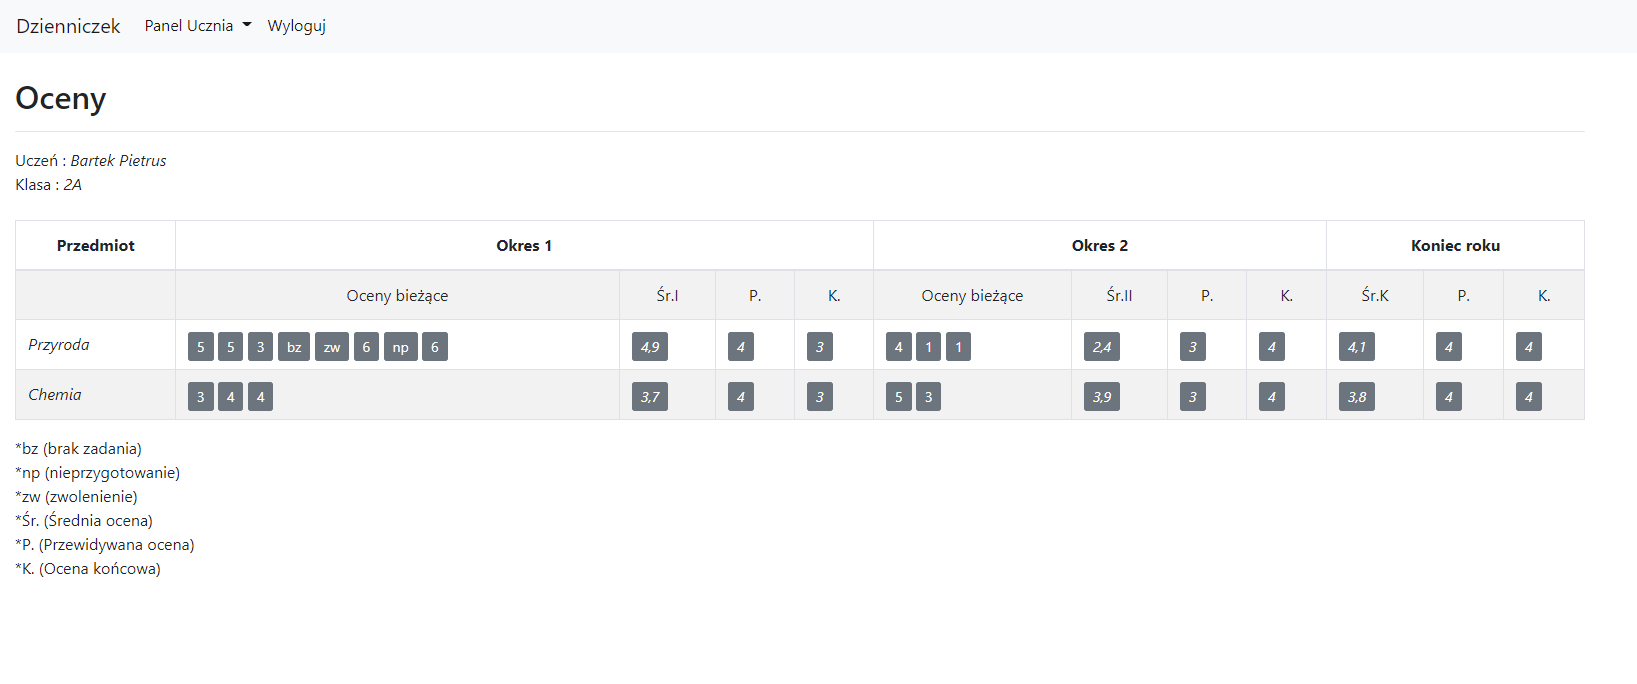 Dzienniczek Panel Ucznia Wyloguj
Oceny
Uczeń : Bartek Pietrus
Klasa : 2A
Przedmiot Okres 1 Okres 2 Koniec roku
Oceny bieżące Śr.I P. K. Oceny bieżące Śr.II P. K. Śr.K P. K.
Przyroda 5 5 3 bz zw 6 np 6 4,9 4 3 4 1 1 2,4 3 4 4,1 4 4
Chemia 3 4 4 3,7 4 3 5 3 3,9 3 4 3,8 4 4
*bz (brak zadania)
*np (nieprzygotowanie)
*zw (zwolenienie)
*Śr. (Średnia ocena)
*P. (Przewidywana ocena)
*K. (Ocena końcowa)